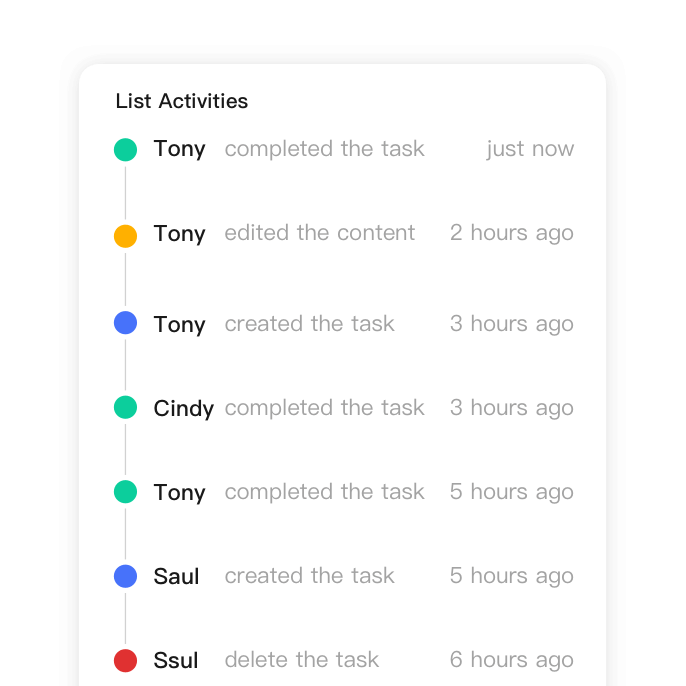 List Activities
Tony completed the task just now
Tony edited the content 2 hours ago
Tony created the task 3 hours ago
Cindy completed the task 3 hours ago
Tony completed the task 5 hours ago
Saul created the task 5 hours ago
Ssul delete the task 6 hours ago